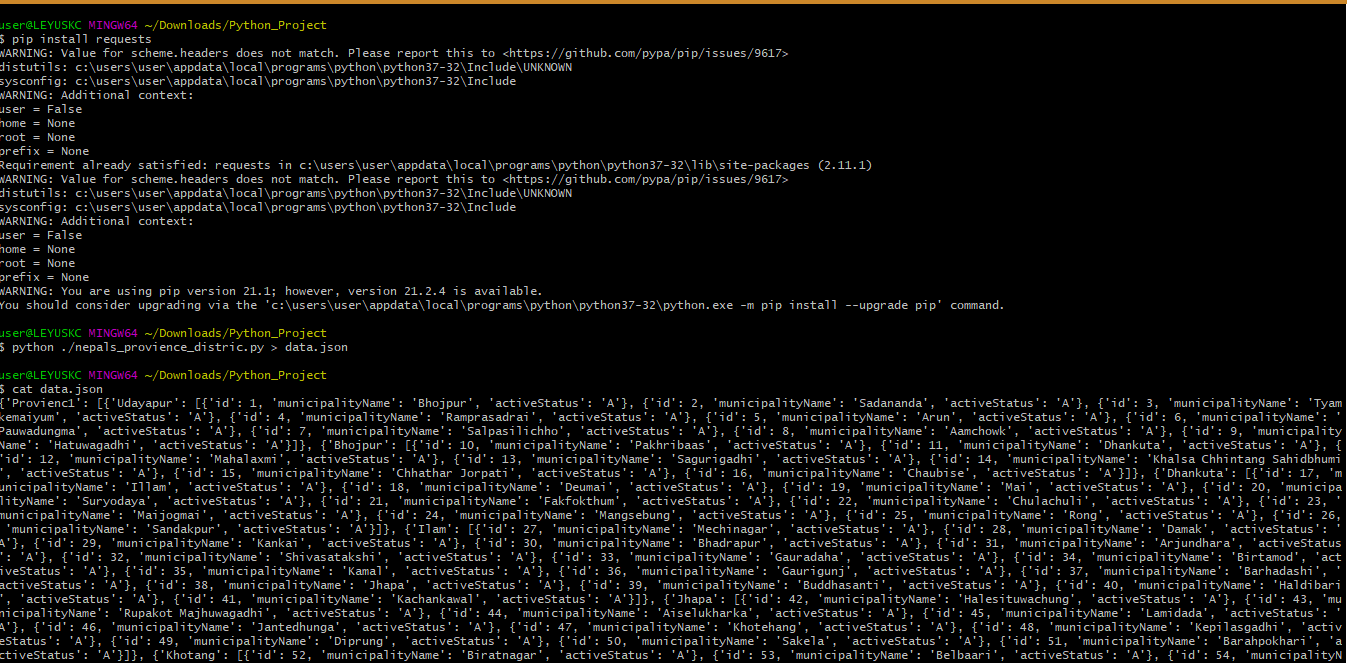 user@LEYUSKC MINGW64 ~/Downloads/Python_Project
$ pip install requests
WARNING: Value for scheme.headers does not match. Please report this to <https://github.com/pypa/pip/issues/9617>
distutils: c:\users\user\appdata\local\programs\python\python37-32\Include\UNKNOWN
sysconfig: c:\users\user\appdata\local\programs\python\python37-32\Include
WARNING: Additional context:
user = False
home = None
root = None
prefix = None
Requirement already satisfied: requests in c:\users\user\appdata\local\programs\python\python37-32\lib\site-packages (2.11.1)
WARNING: Value for scheme.headers does not match. Please report this to <https://github.com/pypa/pip/issues/9617>
distutils: c:\users\user\appdata\local\programs\python\python37-32\Include\UNKNOWN
sysconfig: c:\users\user\appdata\local\programs\python\python37-32\Include
WARNING: Additional context:
user = False
home = None
root = None
prefix = None
WARNING: You are using pip version 21.1; however, version 21.2.4 is available.
You should consider upgrading via the 'c:\users\user\appdata\local\programs\python\python37-32\python.exe -m pip install --upgrade pip' command.
user@LEYUSKC MINGW64 ~/Downloads/Python_Project
$ python ./nepals_provience_distric.py > data.json
user@LEYUSKC MINGW64 ~/Downloads/Python_Project
$ cat data.json
{'Provienc1': [{'Udayapur': [{'id': 1, 'municipalityName': 'Bhojpur', 'activeStatus': 'A'}, {'id': 2, 'municipalityName': 'Sadananda', 'activeStatus': 'A'}, {'id': 3, 'municipalityName': 'Tyam
kemaiyum', 'activeStatus': 'A'}, {'id': 4, 'municipalityName': 'Ramprasadrai', 'activeStatus': 'A'}, {'id': 5, 'municipalityName': 'Arun', 'activeStatus': 'A'}, {'id': 6, 'municipalityName': '
Pauwadungma', 'activeStatus': 'A'}, {'id': 7, 'municipalityName': 'Salpasilichho', 'activeStatus': 'A'}, {'id': 8, 'municipalityName': 'Aamchowk', 'activeStatus': 'A'}, {'id': 9, 'municipality
Name': 'Hatuwagadhi', 'activeStatus': 'A'}]}, {'Bhojpur': [{'id': 10, 'municipalityName': 'Pakhribaas', 'activeStatus': 'A'}, {'id': 11, 'municipalityName': 'Dhankuta', 'activeStatus': 'A'}, {
'id': 12, 'municipalityName': 'Mahalaxmi', 'activeStatus': 'A'}, {'id': 13, 'municipalityName': 'Sagurigadhi', 'activeStatus': 'A'}, {'id': 14, 'municipalityName': 'Khalsa Chhintang Sahidbhumi
', 'activeStatus': 'A'}, {'id': 15, 'municipalityName': 'Chhathar Jorpati', 'activeStatus': 'A'}, {'id': 16, 'municipalityName': 'Chaubise', 'activeStatus': 'A'}]}, {'Dhankuta': [{'id': 17, 'm
unicipalityName': 'Illam', 'activeStatus': 'A'}, {'id': 18, 'municipalityName': 'Deumai', 'activeStatus': 'A'}, {'id': 19, 'municipalityName': 'Mai', 'activeStatus': 'A'}, {'id': 20, 'municipa
lityName': 'Suryodaya', 'activeStatus': 'A'}, {'id': 21, 'municipalityName': 'Fakfokthum', 'activeStatus': 'A'}, {'id': 22, 'municipalityName': 'Chulachuli', 'activeStatus': 'A'}, {'id': 23, '
municipalityName': 'Maijogmai', 'activeStatus': 'A'}, {'id': 24, 'municipalityName': 'Mangsebung', 'activeStatus': 'A'}, {'id': 25, 'municipalityName': 'Rong', 'activeStatus': 'A'}, {'id': 26,
 'municipalityName': 'Sandakpur', 'activeStatus': 'A'}]}, {'Ilam': [{'id': 27, 'municipalityName': 'Mechinagar', 'activeStatus': 'A'}, {'id': 28, 'municipalityName': 'Damak', 'activeStatus': '
A'}, {'id': 29, 'municipalityName': 'Kankai', 'activeStatus': 'A'}, {'id': 30, 'municipalityName': 'Bhadrapur', 'activeStatus': 'A'}, {'id': 31, 'municipalityName': 'Arjundhara', 'activeStatus
': 'A'}, {'id': 32, 'municipalityName': 'Shivasatakshi', 'activeStatus': 'A'}, {'id': 33, 'municipalityName': 'Gauradaha', 'activeStatus': 'A'}, {'id': 34, 'municipalityName': 'Birtamod', 'act
iveStatus': 'A'}, {'id': 35, 'municipalityName': 'Kamal', 'activeStatus': 'A'}, {'id': 36, 'municipalityName': 'Gaurigunj', 'activeStatus': 'A'}, {'id': 37, 'municipalityName': 'Barhadashi', '
activeStatus': 'A'}, {'id': 38, 'municipalityName': 'Jhapa', 'activeStatus': 'A'}, {'id': 39, 'municipalityName': 'Buddhasanti', 'activeStatus': 'A'}, {'id': 40, 'municipalityName': 'Haldibari
', 'activeStatus': 'A'}, {'id': 41, 'municipalityName': 'Kachankawal', 'activeStatus': 'A'}]}, {'Jhapa': [{'id': 42, 'municipalityName': 'Halesituwachung', 'activeStatus': 'A'}, {'id': 43, 'mu
nicipalityName': 'Rupakot Majhuwagadhi', 'activeStatus': 'A'}, {'id': 44, 'municipalityName': 'Aiselukharka', 'activeStatus': 'A'}, {'id': 45, 'municipalityName': 'Lamidada', 'activeStatus': '
A'}, {'id': 46, 'municipalityName': 'Jantedhunga', 'activeStatus': 'A'}, {'id': 47, 'municipalityName': 'Khotehang', 'activeStatus': 'A'}, {'id': 48, 'municipalityName': 'Kepilasgadhi', 'activ
eStatus': 'A'}, {'id': 49, 'municipalityName': 'Diprung', 'activeStatus': 'A'}, {'id': 50, 'municipalityName': 'Sakela', 'activeStatus': 'A'}, {'id': 51, 'municipalityName': 'Barahpokhari', 'a
ctiveStatus': 'A'}]}, {'Khotang': [{'id': 52, 'municipalityName': 'Biratnagar', 'activeStatus': 'A'}, {'id': 53, 'municipalityName': 'Belbaari', 'activeStatus': 'A'}, {'id': 54, 'municipalityN